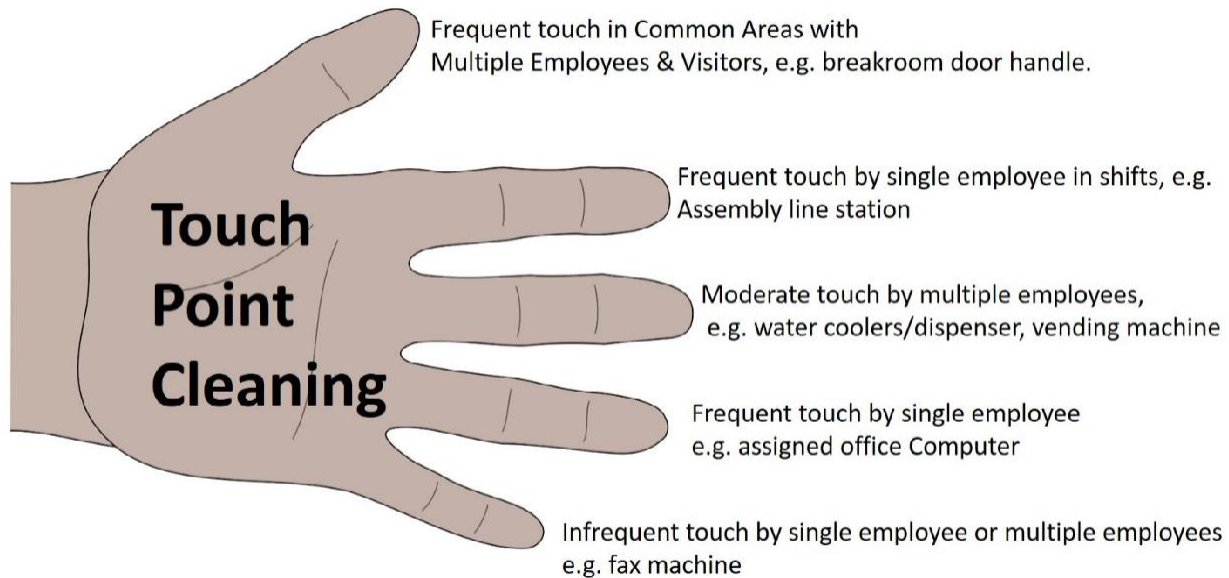 Frequent touch in Common Areas with
Multiple Employees & Visitors, e.g. breakroom door handle.
Frequent touch by single employee in shifts, e.g.
Assembly line station
Touch
Point
Cleaning
Moderate touch by multiple employees,
e.g. water coolers/dispenser, vending machine
Frequent touch by single employee
e.g. assigned office Computer
Infrequent touch by single employee or multiple employees
e.g. fax machine